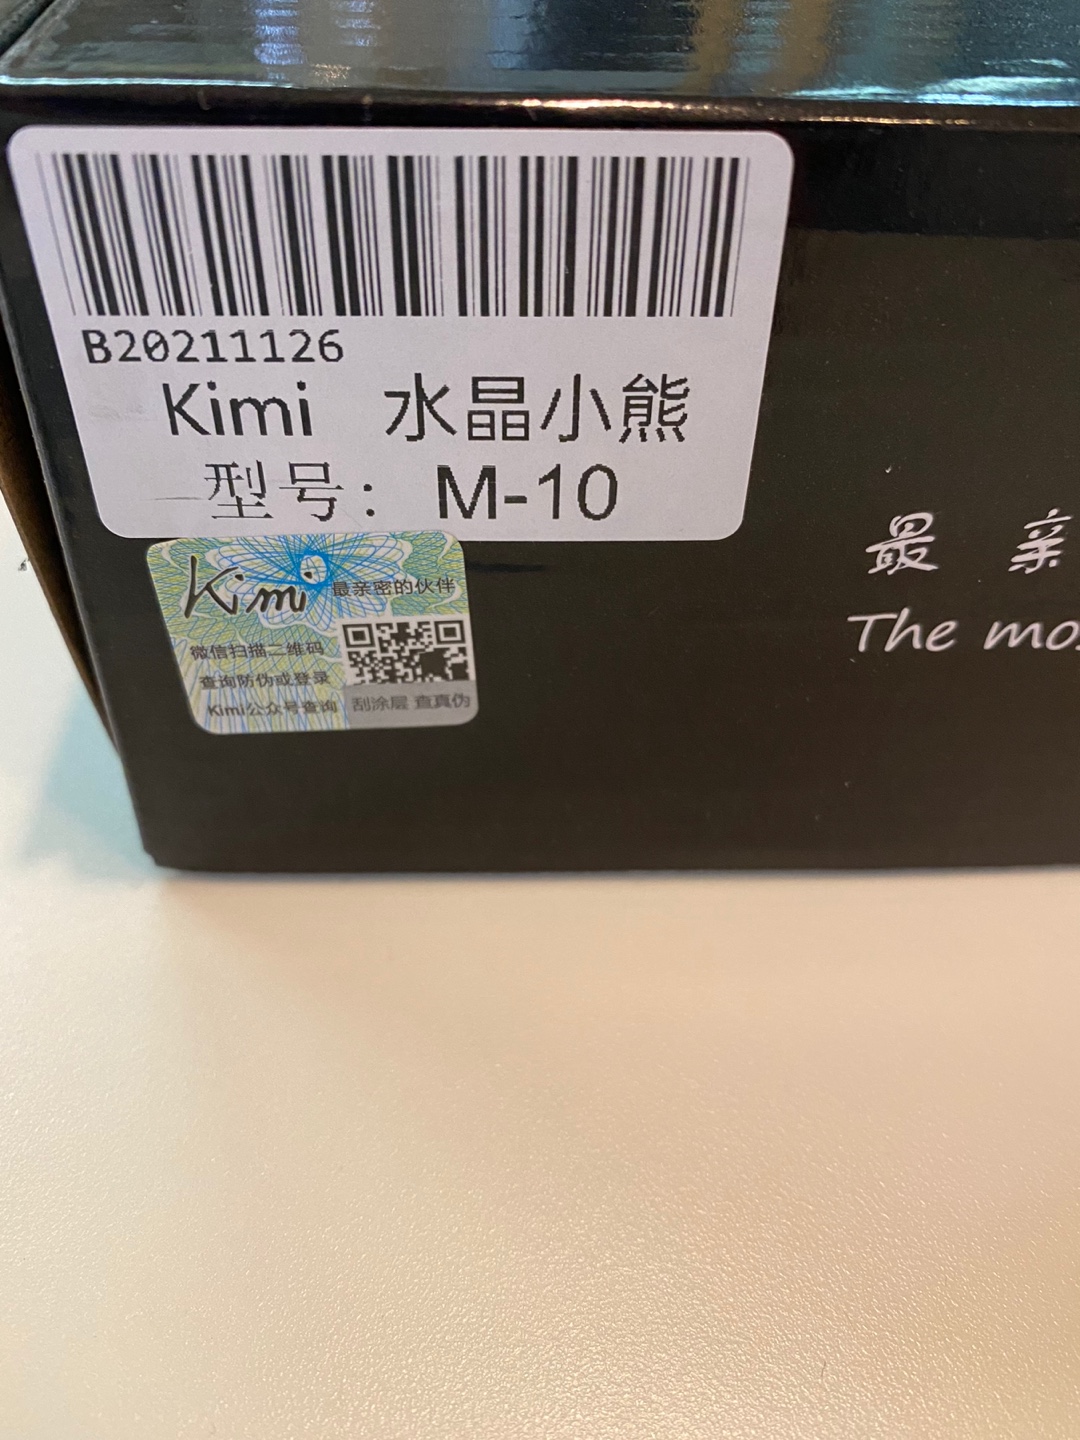 B20211126
Kimi 水晶小熊
型号: M-10
Kimi 最亲密的伙伴
微信扫描二维码
查询防伪或登录
Kimi公众号查询
刮涂层 查真伪
最 亲
The mos